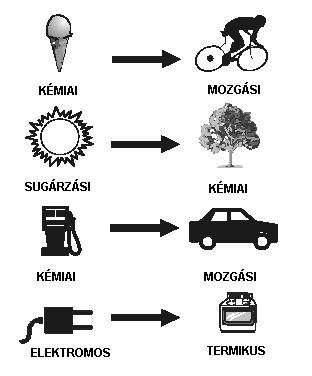 KÉMIAI
MOZGÁSI
SUGÁRZÁSI
KÉMIAI
KÉMIAI
MOZGÁSI
ELEKTROMOS
TERMIKUS